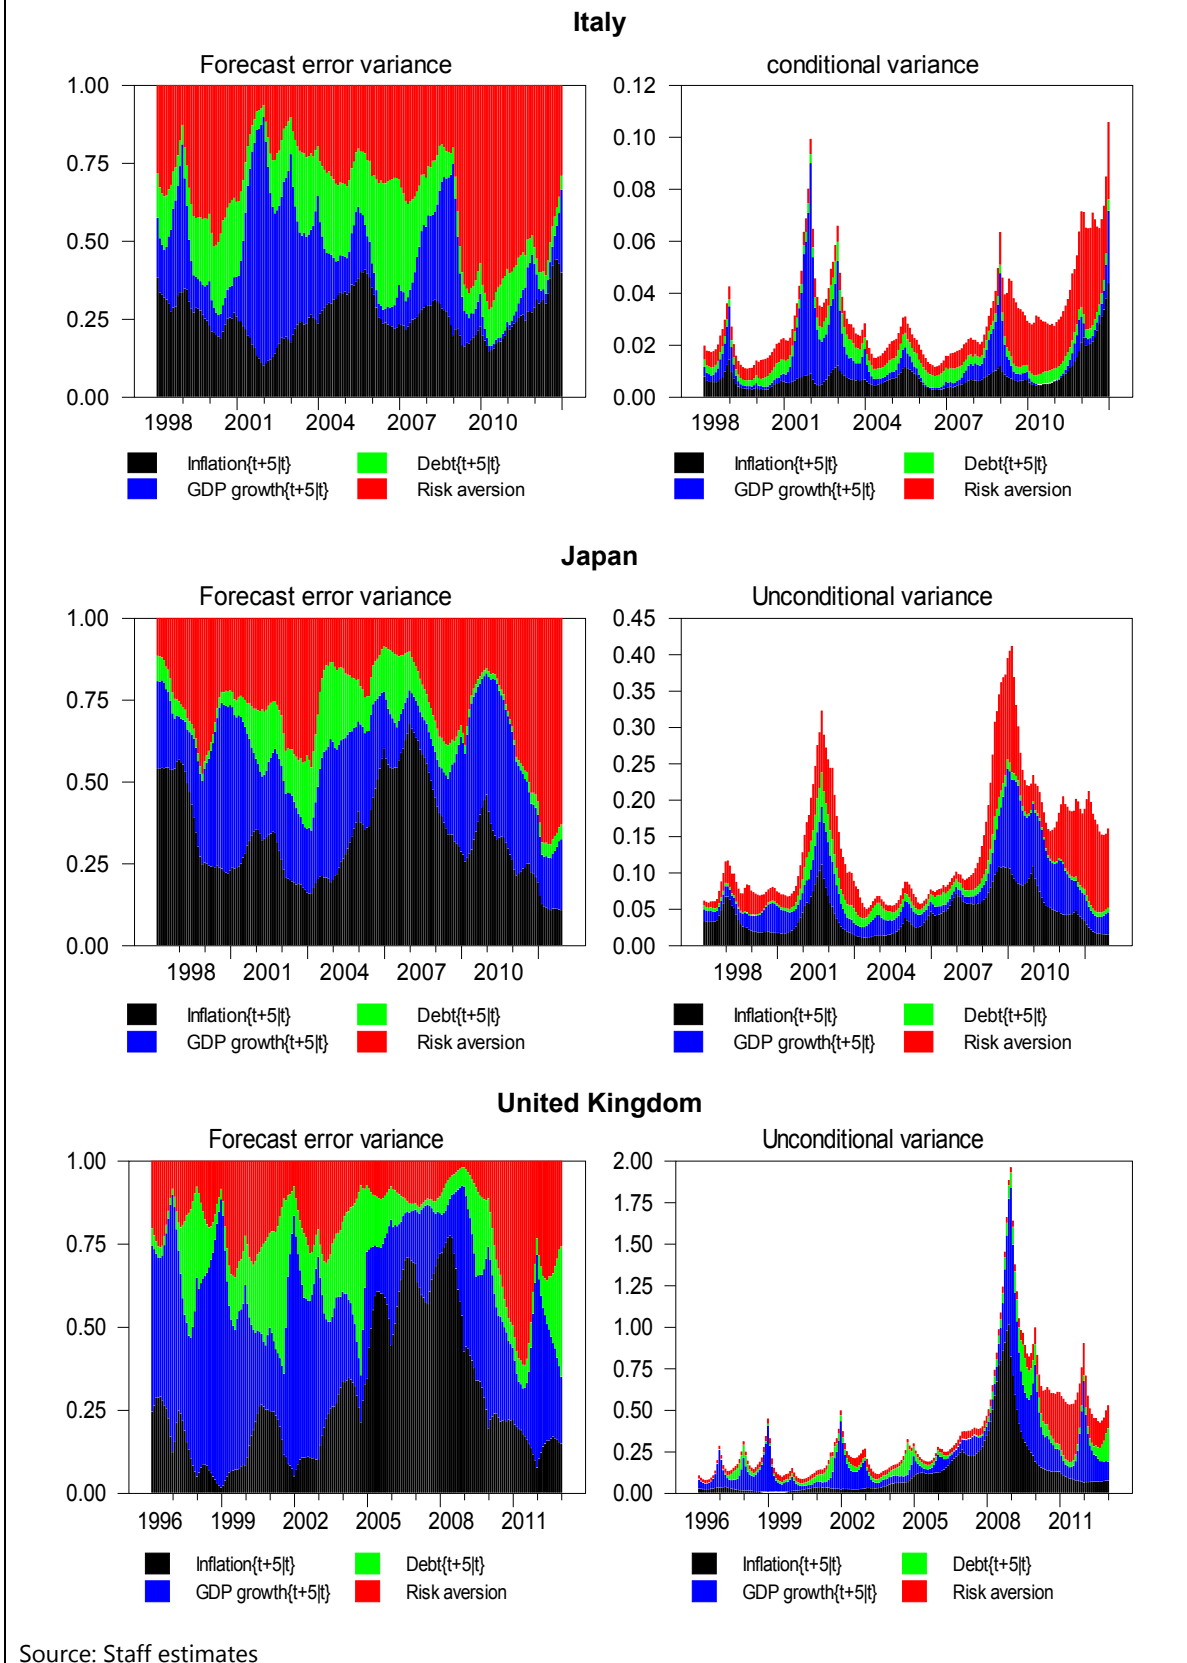 Italy
Forecast error variance
1.00
0.75
0.50
0.25
0.00
1998 2001 2004 2007 2010
Inflation{t+5|t} Debt{t+5|t}
GDP growth{t+5|t} Risk aversion
conditional variance
0.12
0.10
0.08
0.06
0.04
0.02
0.00
1998 2001 2004 2007 2010
Inflation{t+5|t} Debt{t+5|t}
GDP growth{t+5|t} Risk aversion
Japan
Forecast error variance
1.00
0.75
0.50
0.25
0.00
1998 2001 2004 2007 2010
Inflation{t+5|t} Debt{t+5|t}
GDP growth{t+5|t} Risk aversion
Unconditional variance
0.45
0.40
0.35
0.30
0.25
0.20
0.15
0.10
0.05
0.00
1998 2001 2004 2007 2010
Inflation{t+5|t} Debt{t+5|t}
GDP growth{t+5|t} Risk aversion
United Kingdom
Forecast error variance
1.00
0.75
0.50
0.25
0.00
1996 1999 2002 2005 2008 2011
Inflation{t+5|t} Debt{t+5|t}
GDP growth{t+5|t} Risk aversion
Unconditional variance
2.00
1.75
1.50
1.25
1.00
0.75
0.50
0.25
0.00
1996 1999 2002 2005 2008 2011
Inflation{t+5|t} Debt{t+5|t}
GDP growth{t+5|t} Risk aversion
Source: Staff estimates